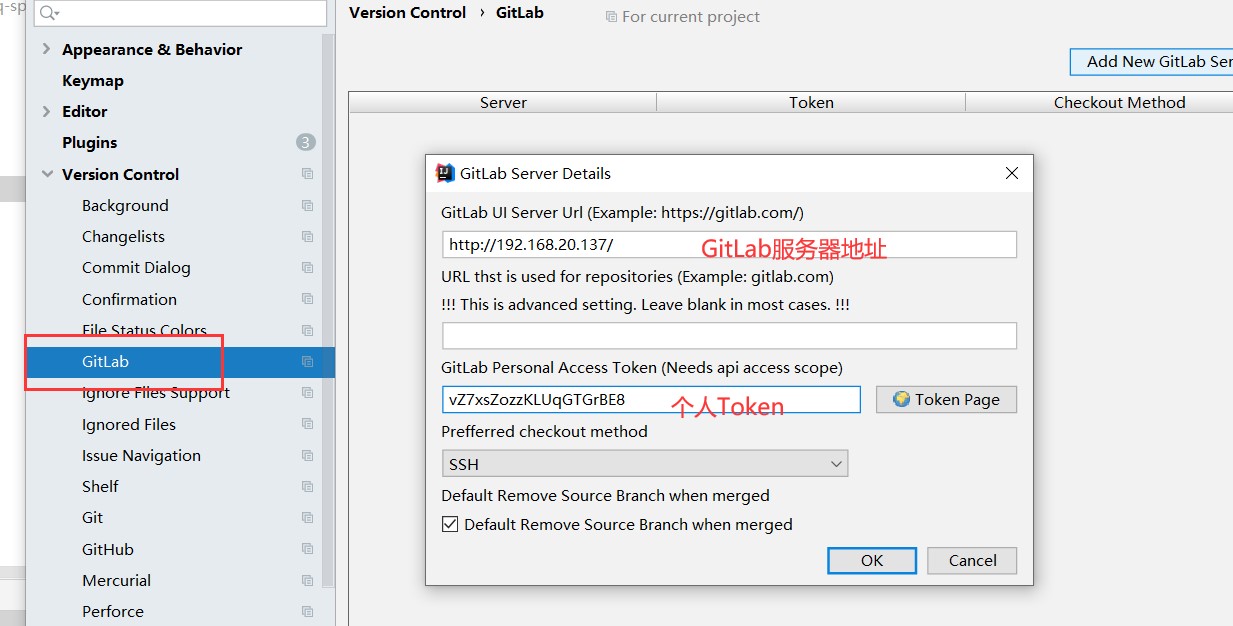 q-sp
Version Control › GitLab
For current project
Appearance & Behavior
Keymap
Editor
Plugins
3
Version Control
Background
Changelists
Commit Dialog
Confirmation
File Status Colors
GitLab
Ignore Files Support
Ignored Files
Issue Navigation
Shelf
Git
GitHub
Mercurial
Perforce
Add New GitLab Ser
Server Token Checkout Method
GitLab Server Details
GitLab UI Server Url (Example: https://gitlab.com/)
http://192.168.20.137/ GitLab服务器地址
URL thst is used for repositories (Example: gitlab.com)
!!! This is advanced setting. Leave blank in most cases. !!!
GitLab Personal Access Token (Needs api access scope)
vZ7xsZozzKLUqGTGrBE8 个人Token
Token Page
Prefferred checkout method
SSH
Default Remove Source Branch when merged
Default Remove Source Branch when merged
OK Cancel